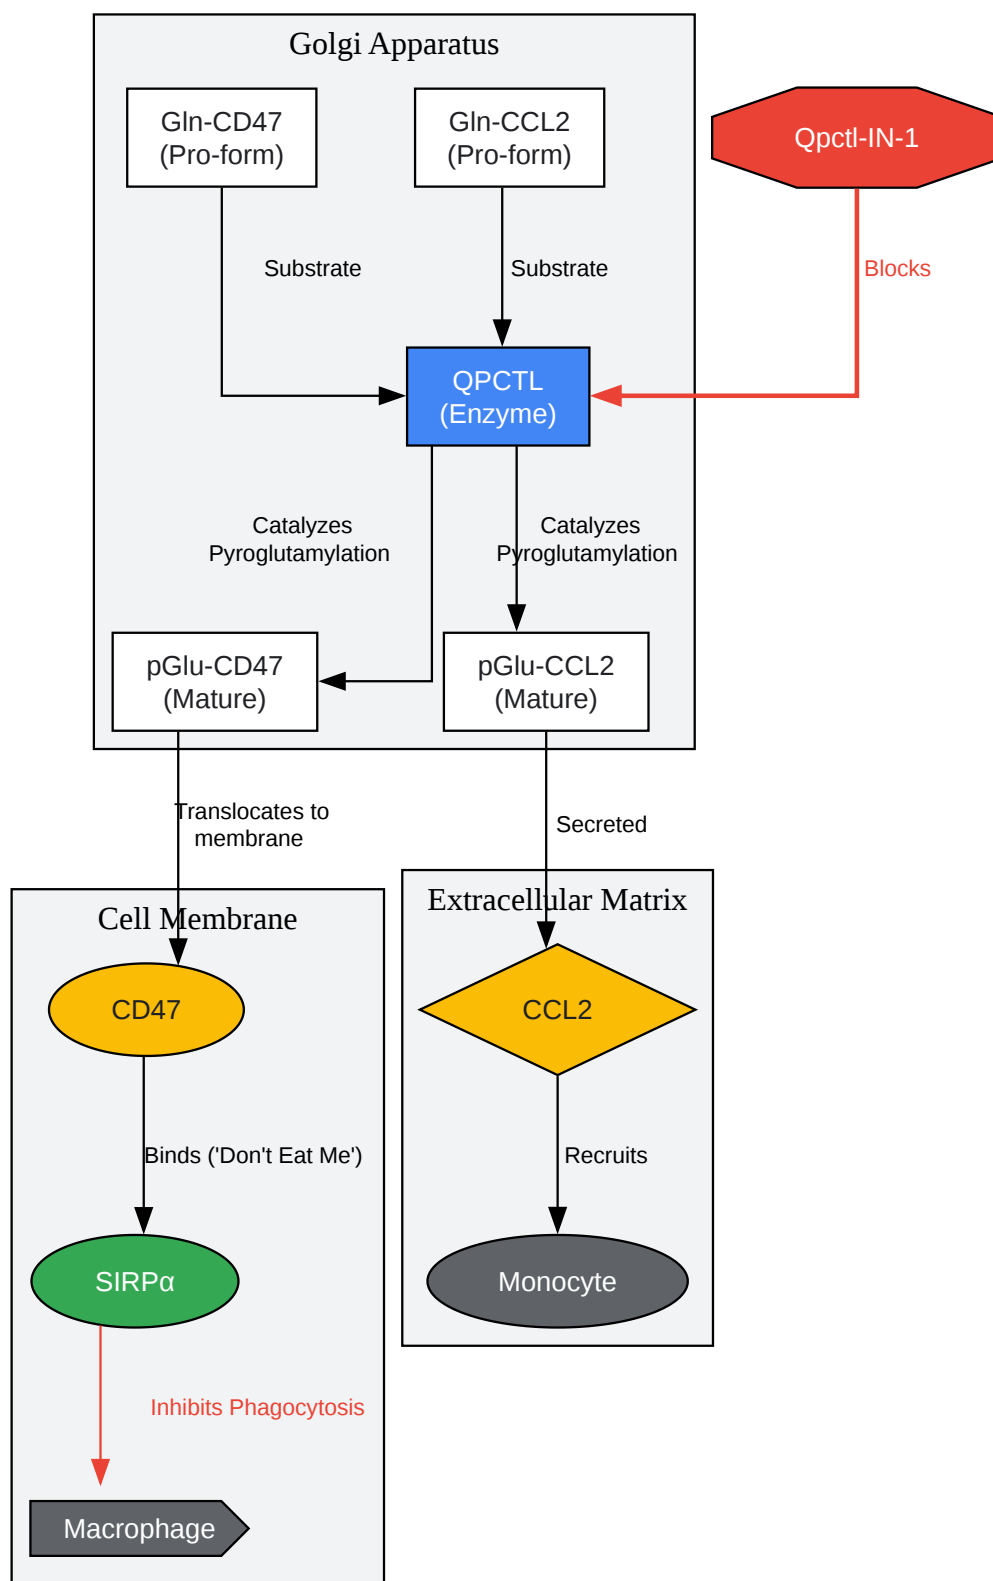 Golgi Apparatus
Gln-CD47
(Pro-form)
Gln-CCL2
(Pro-form)
Qpctl-IN-1
Substrate
Substrate
Blocks
QPCTL
(Enzyme)
Catalyzes
Pyroglutamylation
Catalyzes
Pyroglutamylation
pGlu-CD47
(Mature)
pGlu-CCL2
(Mature)
Translocates to
membrane
Secreted
Cell Membrane
Extracellular Matrix
CD47
CCL2
Binds ('Don't Eat Me')
Recruits
SIRPα
Monocyte
Inhibits Phagocytosis
Macrophage